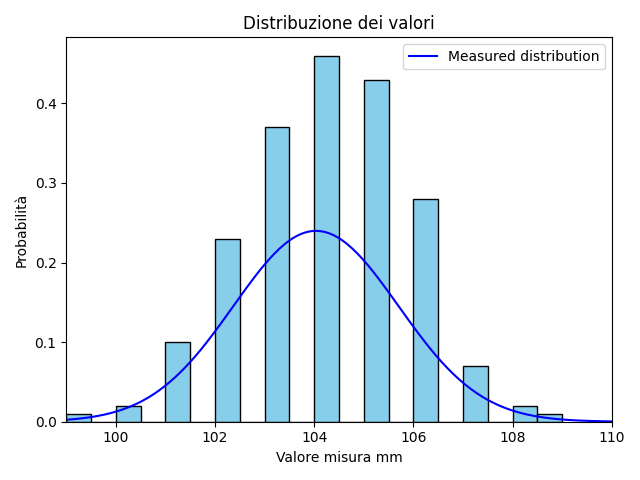 Distribuzione dei valori
Measured distribution
Probabilità
0.4
0.3
0.2
0.1
0.0
100 102 104 106 108 110
Valore misura mm